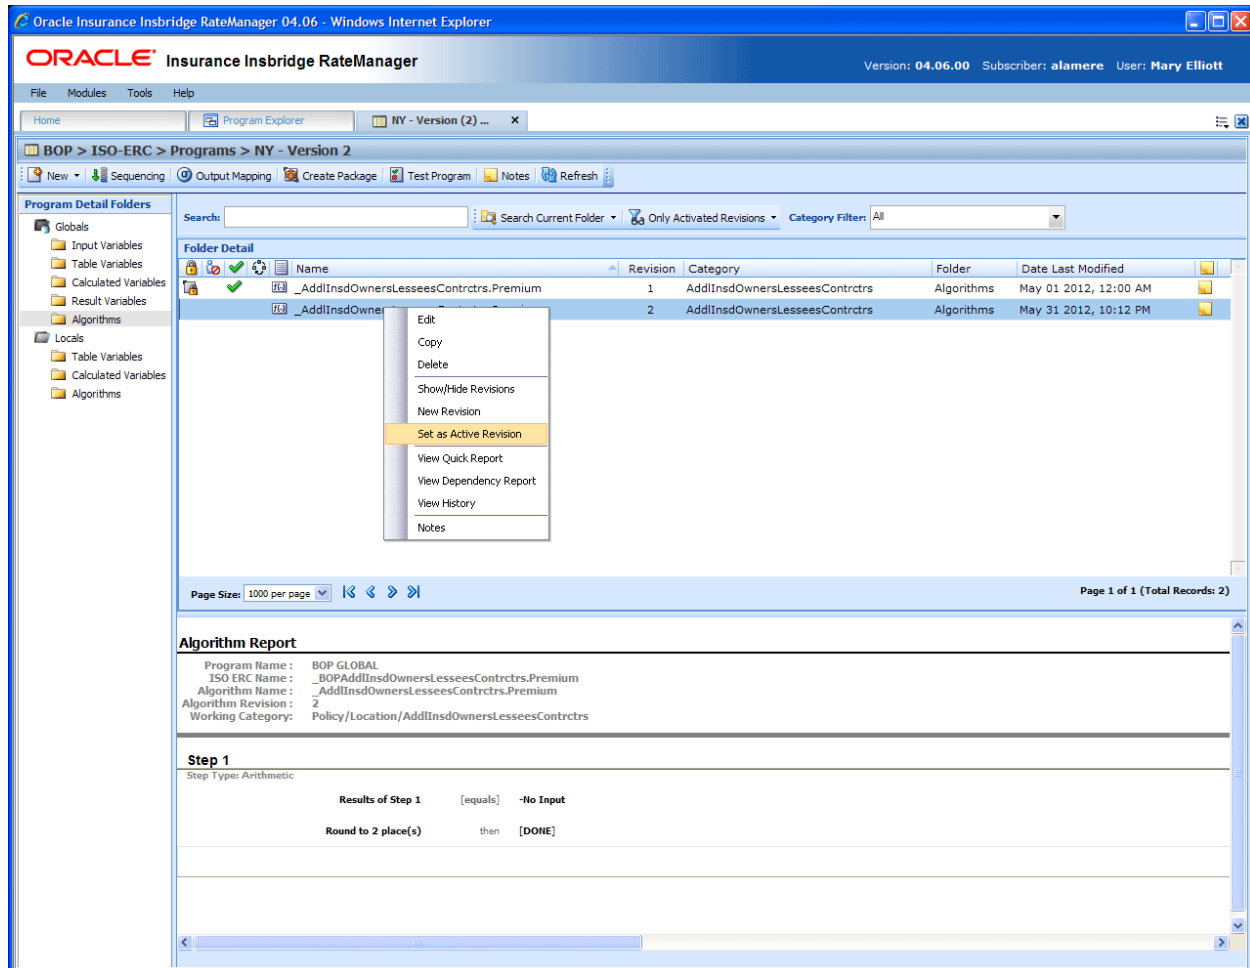 Oracle Insurance Insbridge RateManager 04.06 - Windows Internet Explorer
ORACLE Insurance Insbridge RateManager
Version: 04.06.00 Subscriber: alamere User: Mary Elliott
File Modules Tools Help
Home Program Explorer NY - Version (2) ... X
BOP > ISO-ERC > Programs > NY - Version 2
New Sequencing Output Mapping Create Package Test Program Notes Refresh
Program Detail Folders
Globals
Input Variables
Table Variables
Calculated Variables
Result Variables
Algorithms
Locals
Table Variables
Calculated Variables
Algorithms
Search: Search Current Folder Only Activated Revisions Category Filter: All
Folder Detail
Name Revision Category Folder Date Last Modified
_AddlInsdOwnersLesseesContrctrs.Premium 1 AddlInsdOwnersLesseesContrctrs Algorithms May 01 2012, 12:00 AM
_AddlInsdOwner 2 AddlInsdOwnersLesseesContrctrs Algorithms May 31 2012, 10:12 PM
Edit
Copy
Delete
Show/Hide Revisions
New Revision
Set as Active Revision
View Quick Report
View Dependency Report
View History
Notes
Page Size: 1000 per page Page 1 of 1 (Total Records: 2)
Algorithm Report
Program Name : BOP GLOBAL
ISO ERC Name : _BOPAddlInsdOwnersLesseesContrctrs.Premium
Algorithm Name : _AddlInsdOwnersLesseesContrctrs.Premium
Algorithm Revision : 2
Working Category: Policy/Location/AddlInsdOwnersLesseesContrctrs
Step 1
Step Type: Arithmetic
Results of Step 1 [equals] -No Input
Round to 2 place(s) then [DONE]